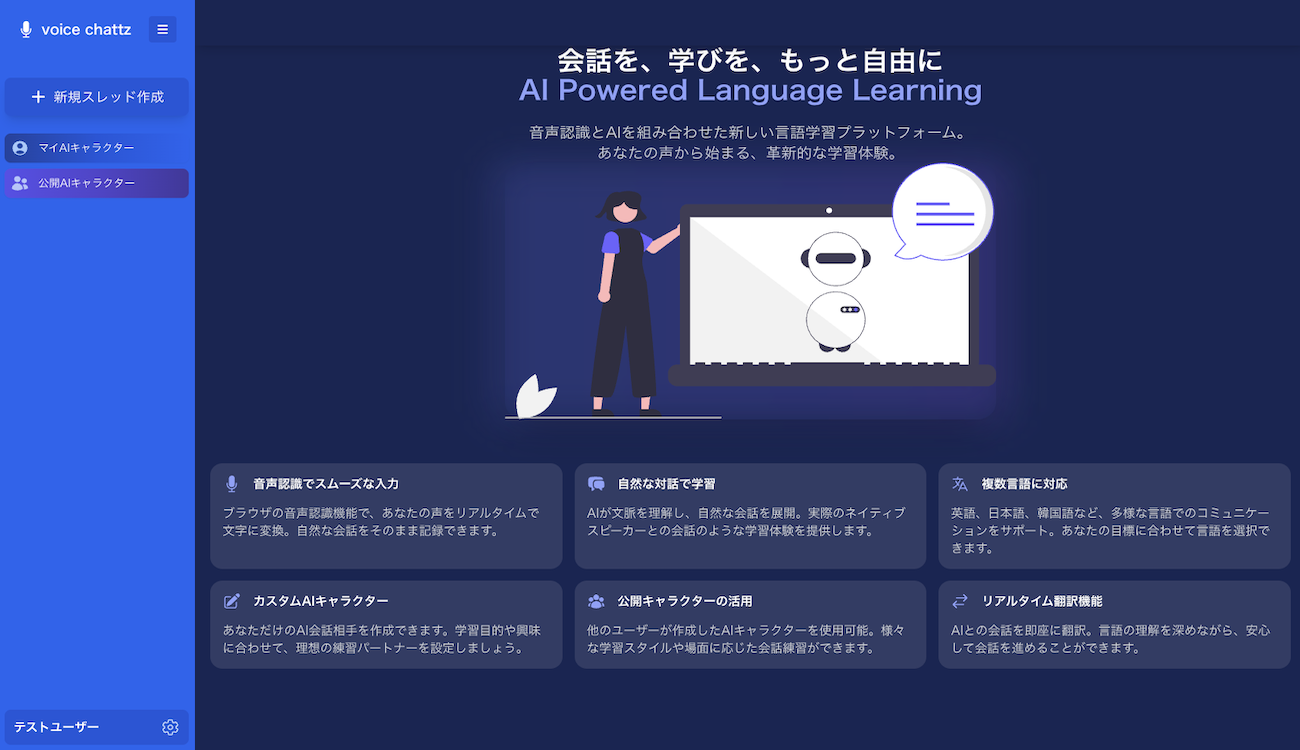 voice chattz
新規スレッド作成
マイAIキャラクター
公開AIキャラクター
テストユーザー
会話を、学びを、もっと自由に
AI Powered Language Learning
音声認識とAIを組み合わせた新しい言語学習プラットフォーム。
あなたの声から始まる、革新的な学習体験。
音声認識でスムーズな入力
ブラウザの音声認識機能で、あなたの声をリアルタイムで
文字に変換。自然な会話をそのまま記録できます。
自然な対話で学習
AIが文脈を理解し、自然な会話を展開。実際のネイティブ
スピーカーとの会話のような学習体験を提供します。
複数言語に対応
英語、日本語、韓国語など、多様な言語でのコミュニケー
ションをサポート。あなたの目標に合わせて言語を選択で
きます。
カスタムAIキャラクター
あなただけのAI会話相手を作成できます。学習目的や興味
に合わせて、理想の練習パートナーを設定しましょう。
公開キャラクターの活用
他のユーザーが作成したAIキャラクターを使用可能。様々
な学習スタイルや場面に応じた会話練習ができます。
リアルタイム翻訳機能
AIとの会話を即座に翻訳。言語の理解を深めながら、安心
して会話を進めることができます。